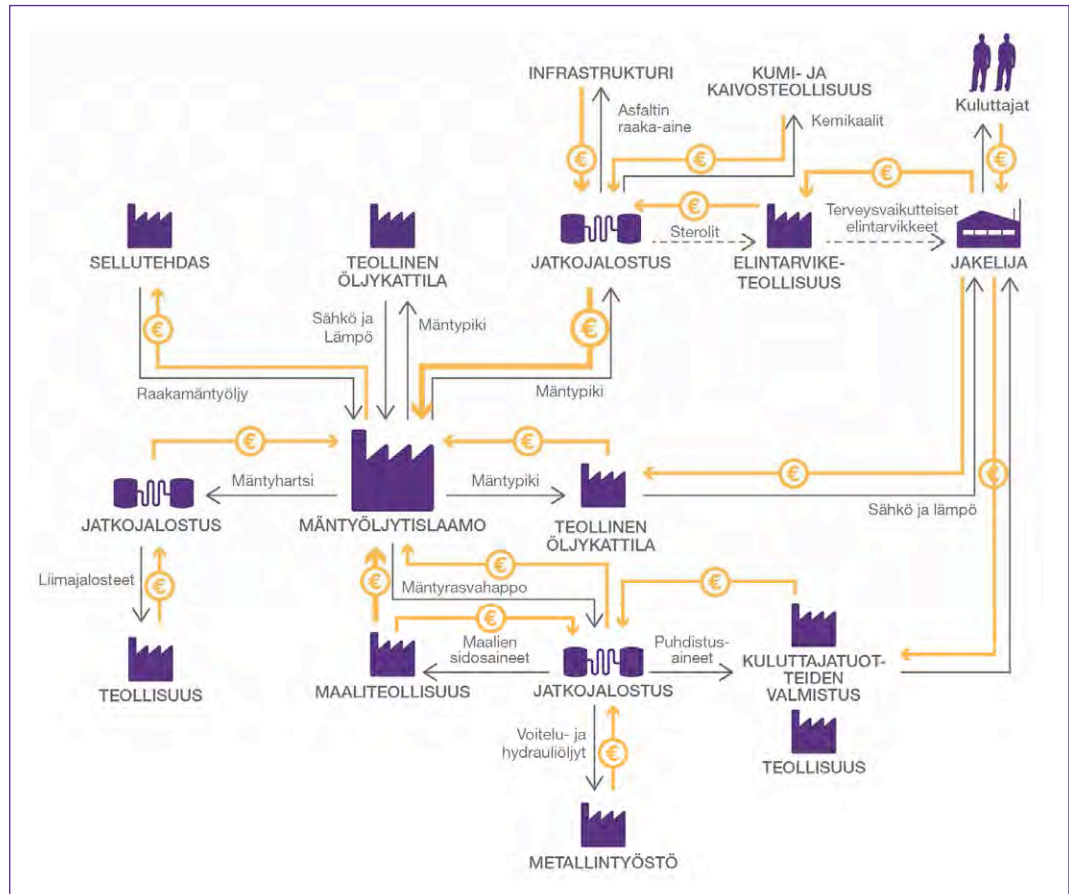 INFRASTRUKTURI
KUMI- JA
KAIVOSTEOLLISUUS
Kuluttajat
Asfaltin
raaka-aine
Kemikaalit
€
€
€
€
€
Terveysvaikutteiset
elintarvikkeet
Sterolit
SELLUTEHDAS
TEOLLINEN
ÖLJYKATTILA
JATKOJALOSTUS
ELINTARVIKE-
TEOLLISUUS
JAKELIJA
€
Sähkö ja
Lämpö
Mäntypiki
€
Raakamäntyöljy
Mäntypiki
€
€
€
Mäntyhartsi
Mäntypiki
Sähkö ja lämpö
JATKOJALOSTUS
MÄNTYÖLJYTISLAAMO
TEOLLINEN
ÖLJYKATTILA
€
Liimajalosteet
€
€
Mäntyrasvahappo
€
€
€
Maalien
sidosaineet
Puhdistus-
aineet
TEOLLISUUS
MAALITEOLLISUUS
JATKOJALOSTUS
KULUTTAJATUOT-
TEIDEN
VALMISTUS
Voitelu- ja
hydrauliöljyt
€
TEOLLISUUS
METALLINTYÖSTÖ